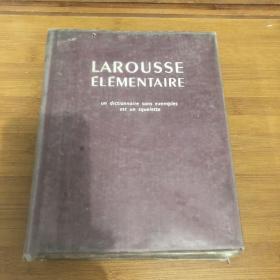 LAROUSSE
ÉLÉMENTAIRE
un dictionnaire sans exemples
est un squelette